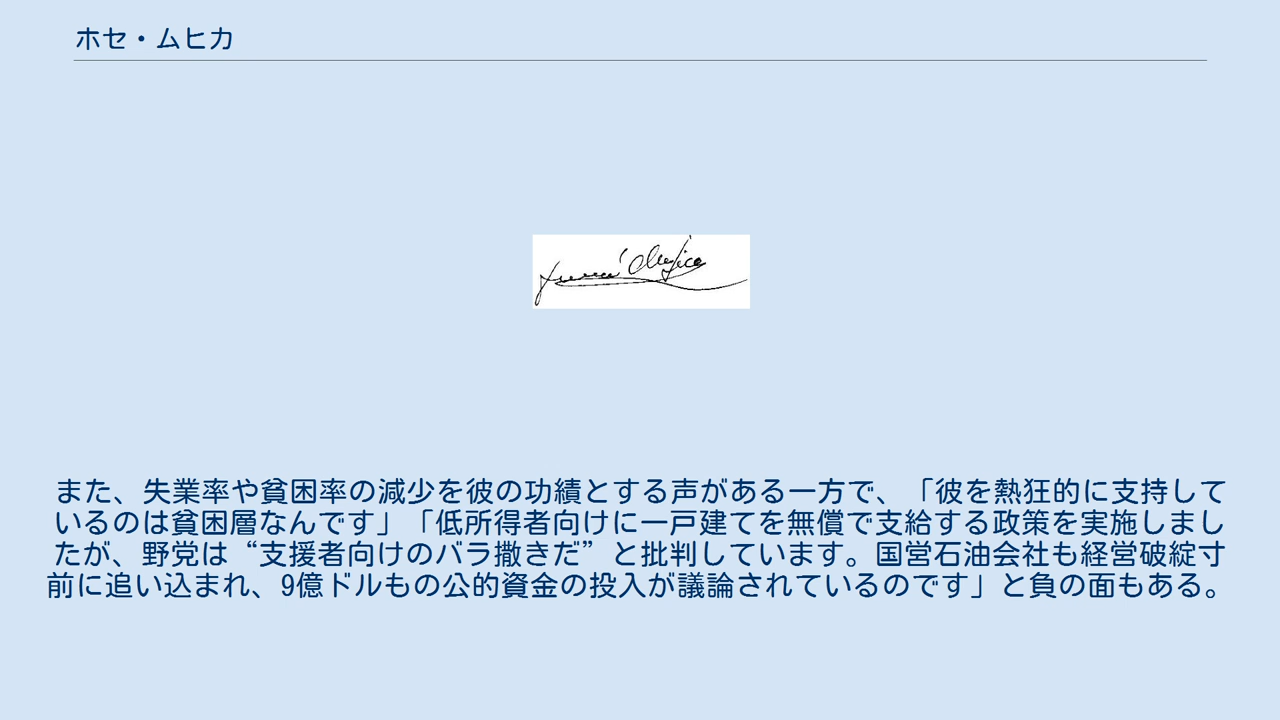 ホセ・ムヒカ
José Mujica
また、失業率や貧困率の減少を彼の功績とする声がある一方で、「彼を熱狂的に支持して
いるのは貧困層なんです」「低所得者向けに一戸建てを無償で支給する政策を実施しまし
たが、野党は“支援者向けのバラ撒きだ”と批判しています。国営石油会社も経営破綻寸
前に追い込まれ、9億ドルもの公的資金の投入が議論されているのです」と負の面もある。